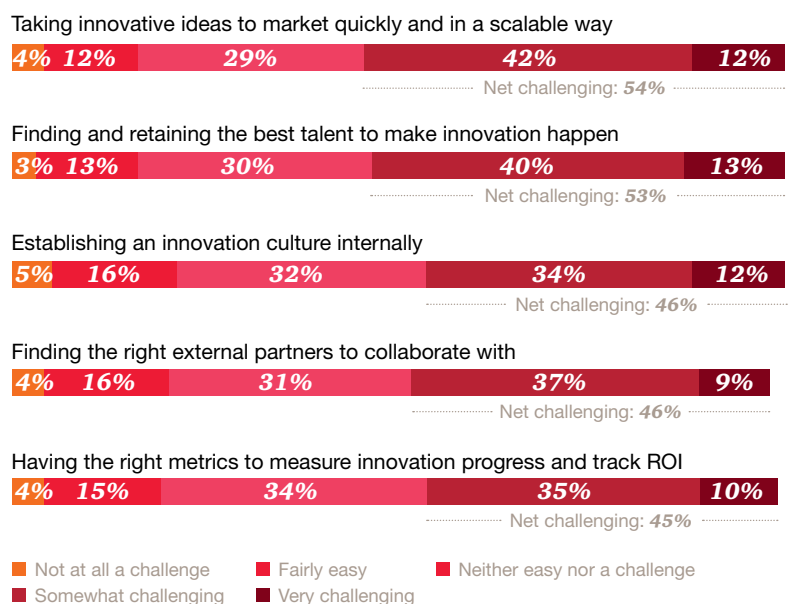 Taking innovative ideas to market quickly and in a scalable way
4% 12% 29% 42% 12%
Net challenging: 54%
Finding and retaining the best talent to make innovation happen
3% 13% 30% 40% 13%
Net challenging: 53%
Establishing an innovation culture internally
5% 16% 32% 34% 12%
Net challenging: 46%
Finding the right external partners to collaborate with
4% 16% 31% 37% 9%
Net challenging: 46%
Having the right metrics to measure innovation progress and track ROI
4% 15% 34% 35% 10%
Net challenging: 45%
Not at all a challenge Fairly easy Neither easy nor a challenge
Somewhat challenging Very challenging